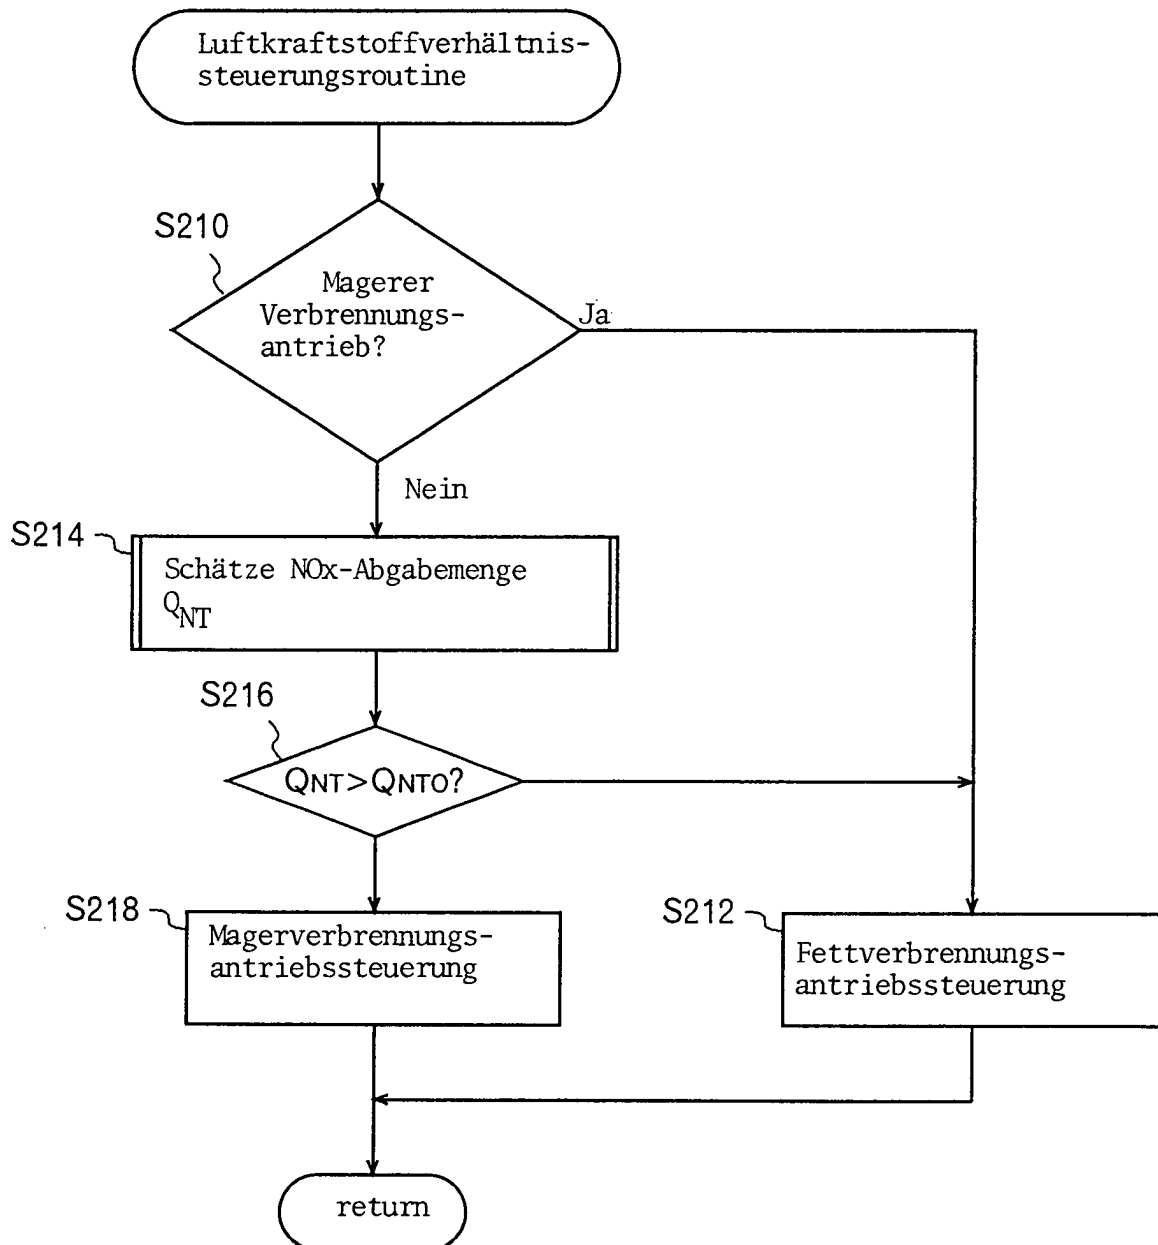 Luftkraftstoffverhältnis-
steuerungsroutine
S210
Magerer
Verbrennungs-
antrieb?
Ja
Nein
S214
Schätze NOx-Abgabemenge
QNT
S216
QNT>QNTO?
S218
Magerverbrennungs-
antriebssteuerung
S212
Fettverbrennungs-
antriebssteuerung
return